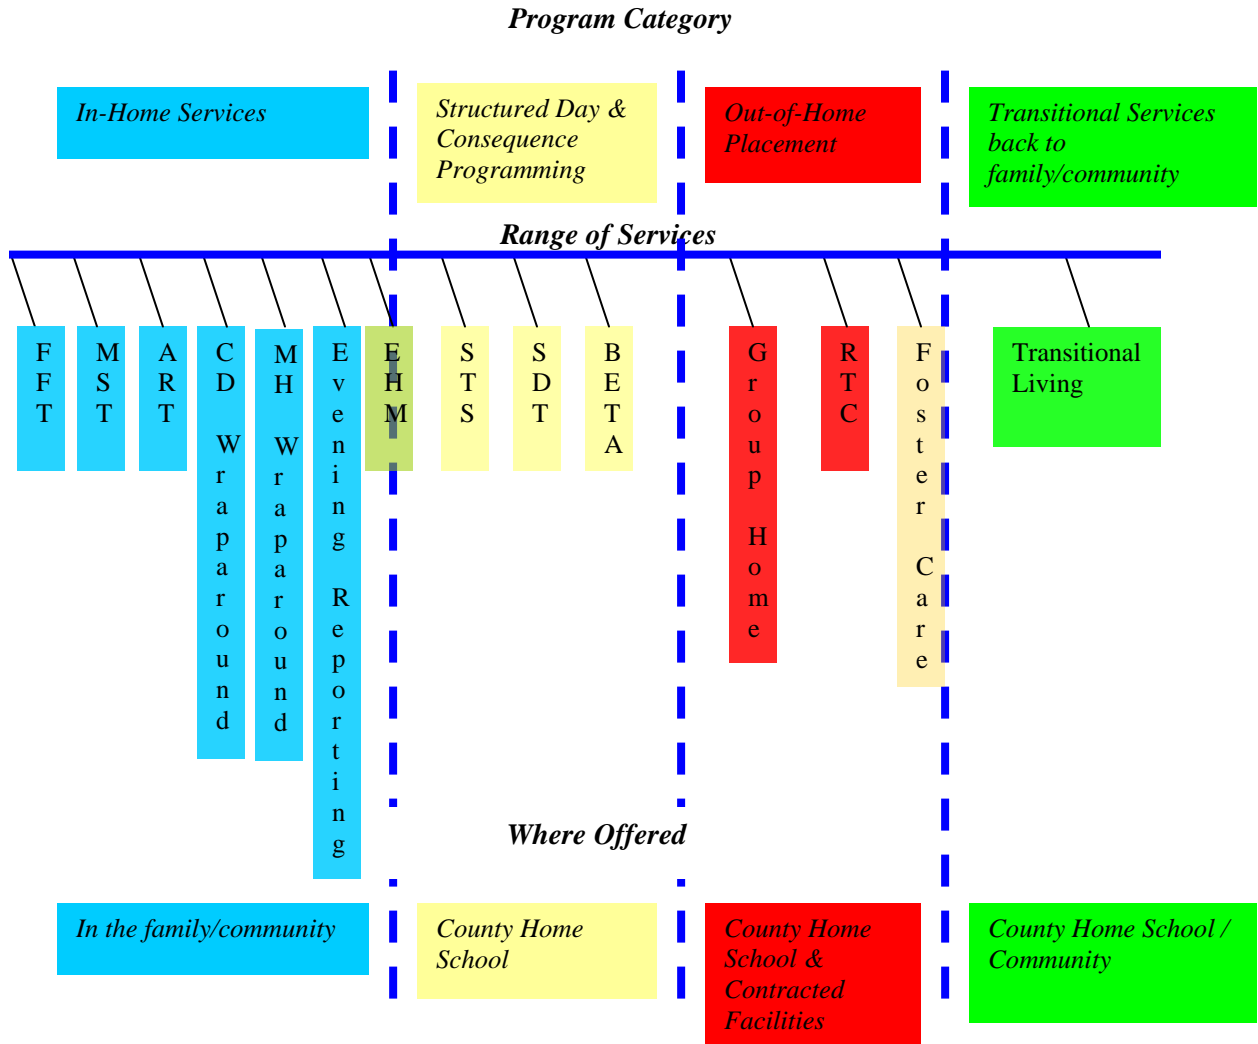 Program Category
In-Home Services
Structured Day &
Consequence
Programming
Out-of-Home
Placement
Transitional Services
back to
family/community
Range of Services
FFT
MST
ART
CD Wraparound
MH Wraparound
Evening Reporting
EHM
STS
SDT
BETA
Group Home
RTC
Foster Care
Transitional
Living
Where Offered
In the family/community
County Home
School
County Home
School &
Contracted
Facilities
County Home School /
Community